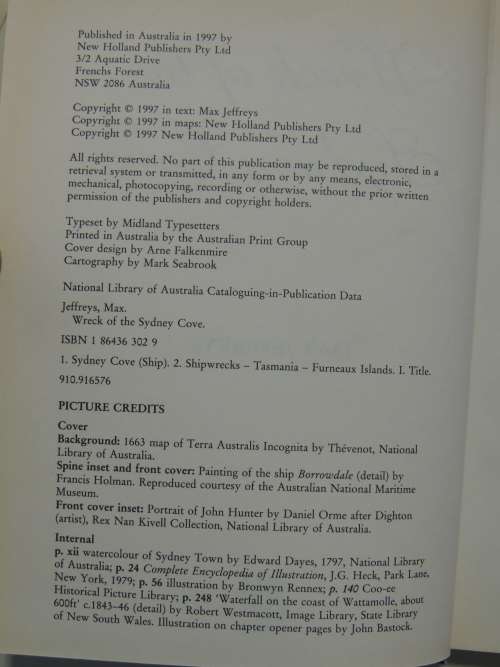 Published in Australia in 1997 by
New Holland Publishers Pty Ltd
3/2 Aquatic Drive
Frenchs Forest
NSW 2086 Australia
Copyright © 1997 in text: Max Jeffreys
Copyright © 1997 in maps: New Holland Publishers Pty Ltd
Copyright © 1997 New Holland Publishers Pty Ltd
All rights reserved. No part of this publication may be reproduced, stored in a
retrieval system or transmitted, in any form or by any means, electronic,
mechanical, photocopying, recording or otherwise, without the prior written
permission of the publishers and copyright holders.
Typeset by Midland Typesetters
Printed in Australia by the Australian Print Group
Cover design by Arne Falkenmire
Cartography by Mark Seabrook
National Library of Australia Cataloguing-in-Publication Data
Jeffreys, Max.
Wreck of the Sydney Cove.
ISBN 1 86436 302 9
1. Sydney Cove (Ship). 2. Shipwrecks – Tasmania – Furneaux Islands. I. Title.
910.916576
PICTURE CREDITS
Cover
Background: 1663 map of Terra Australis Incognita by Thévenot, National
Library of Australia.
Spine inset and front cover: Painting of the ship Borrowdale (detail) by
Francis Holman. Reproduced courtesy of the Australian National Maritime
Museum.
Front cover inset: Portrait of John Hunter by Daniel Orme after Dighton
(artist), Rex Nan Kivell Collection, National Library of Australia.
Internal
p. xii watercolour of Sydney Town by Edward Dayes, 1797, National Library
of Australia; p. 24 Complete Encyclopedia of Illustration, J.G. Heck, Park Lane,
New York, 1979; p. 56 illustration by Bronwyn Rennex; p. 140 Coo-ee
Historical Picture Library; p. 248 'Waterfall on the coast of Wattamolle, about
600ft' c.1843–46 (detail) by Robert Westmacott, Image Library, State Library
of New South Wales. Illustration on chapter opener pages by John Bastock.